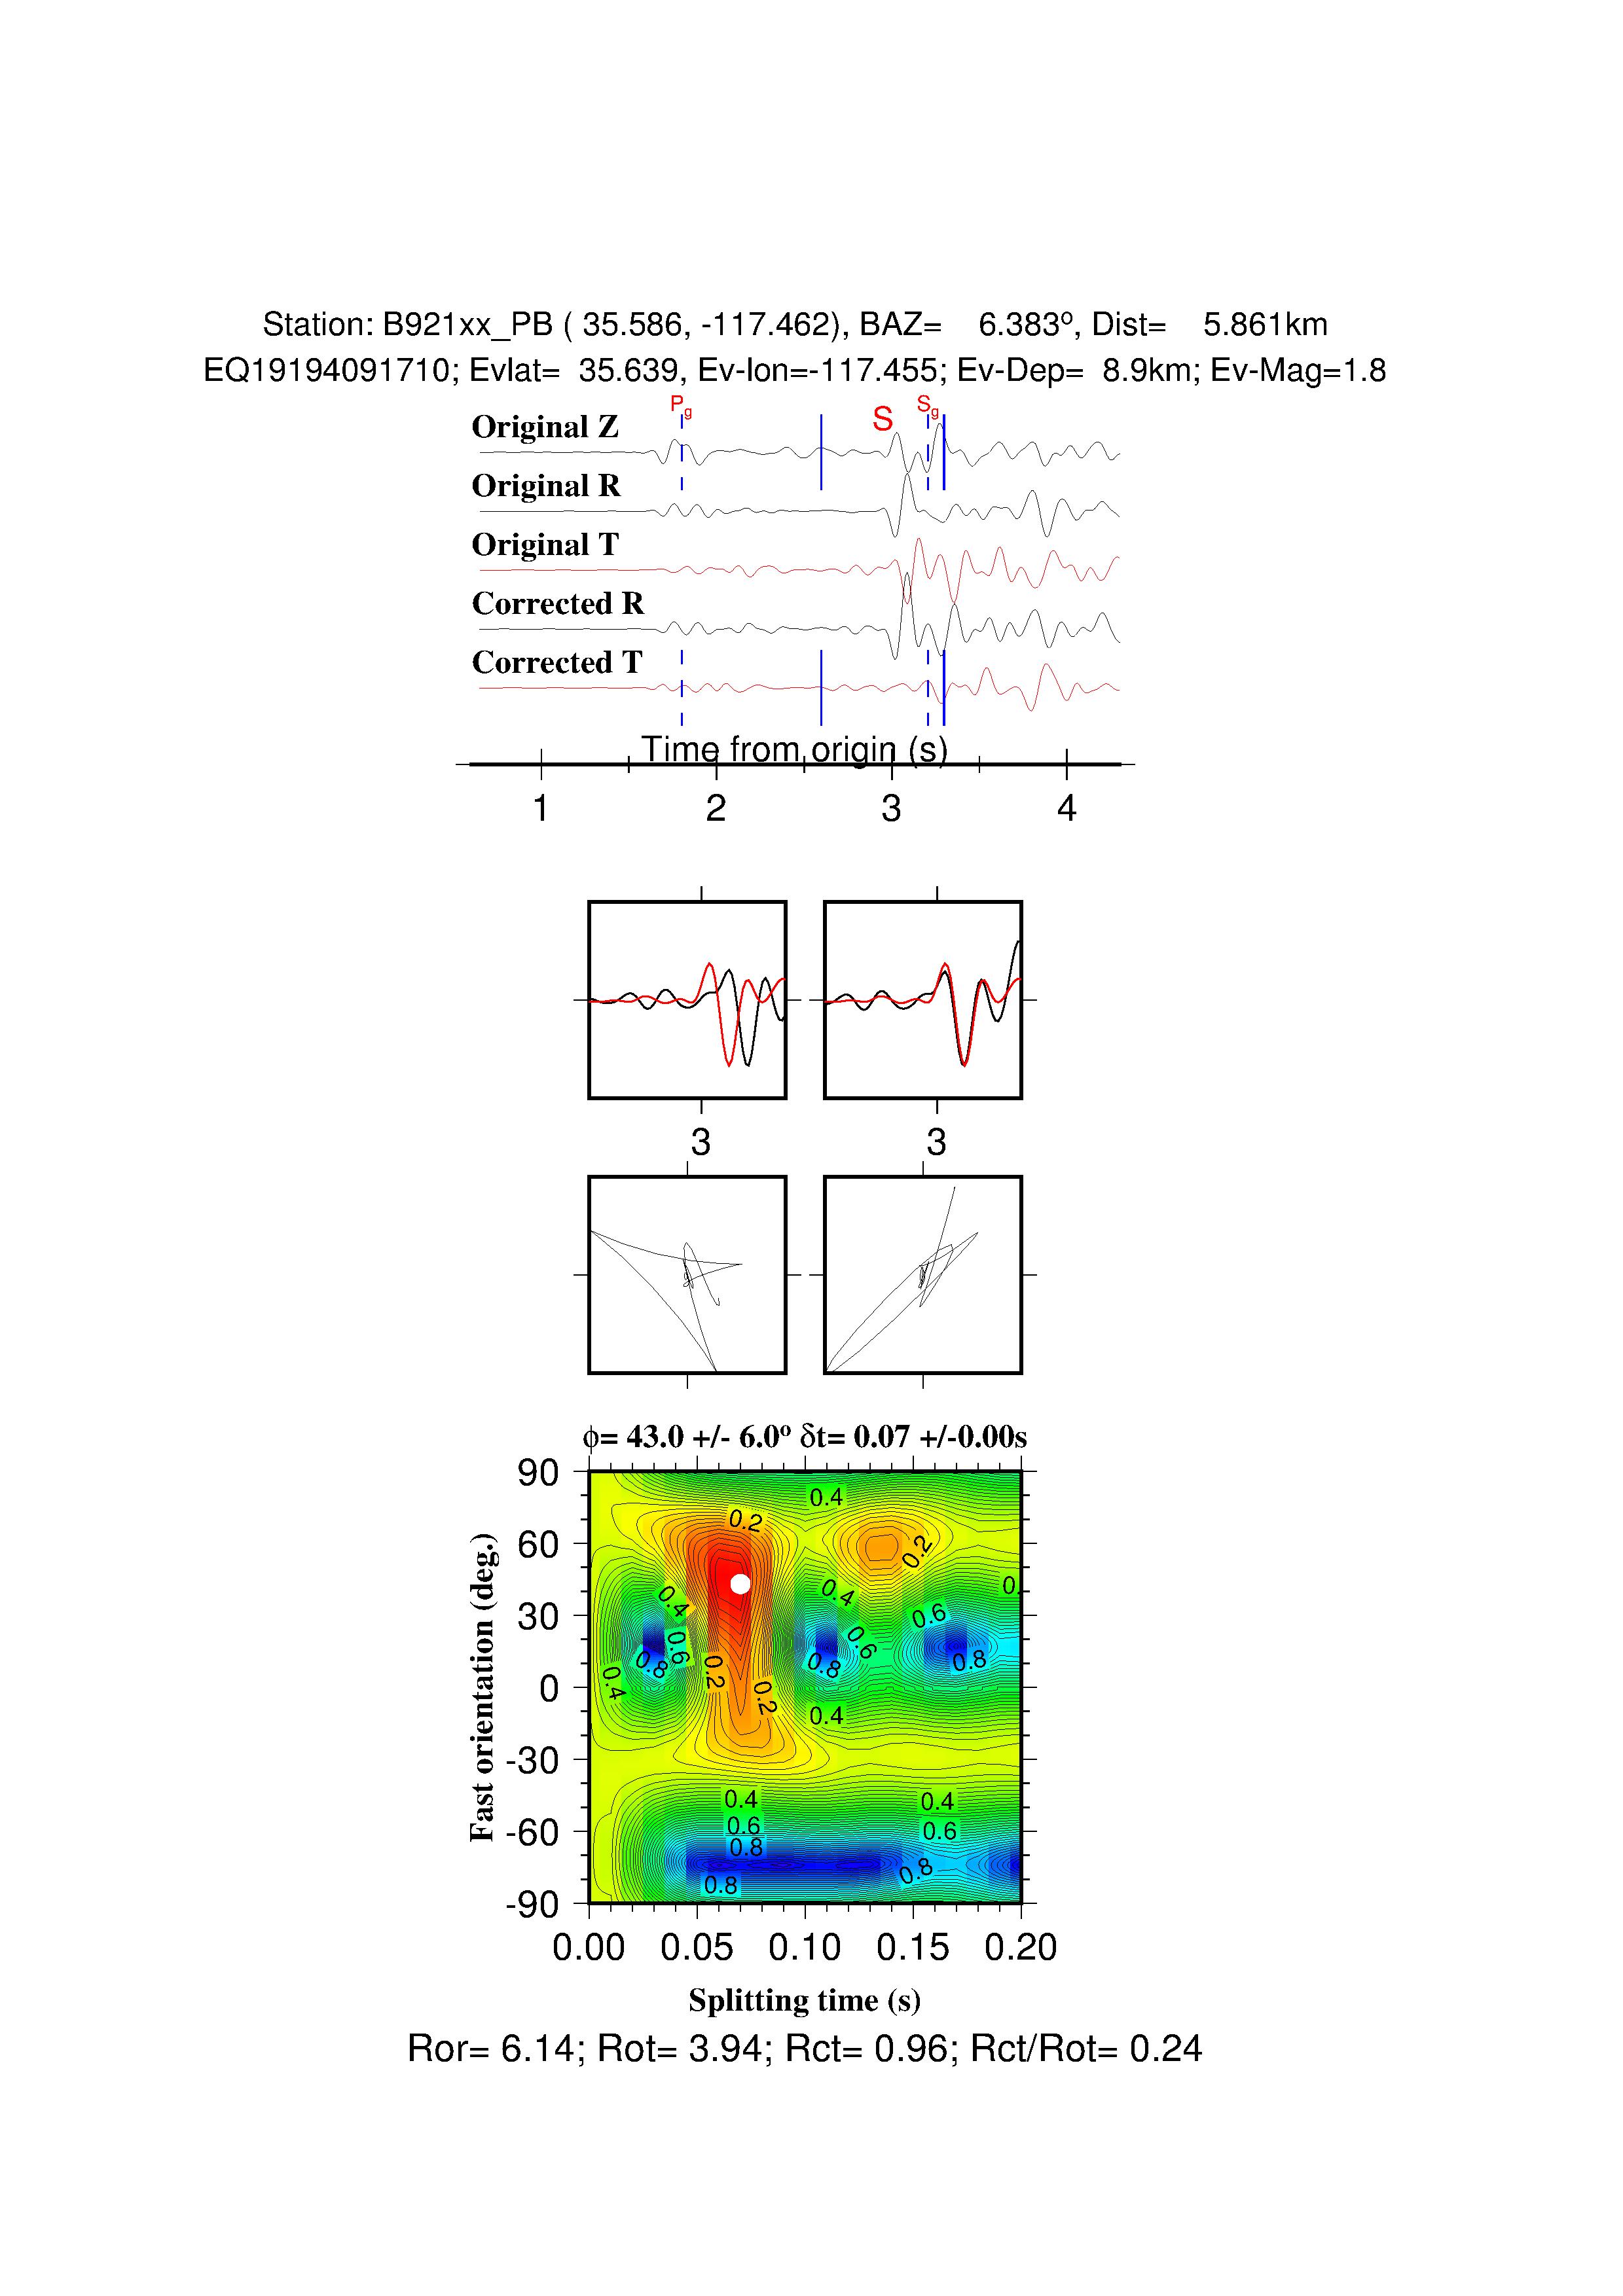 Station: B921xx_PB ( 35.586, -117.462), BAZ= 6.383º, Dist= 5.861km
EQ19194091710; Evlat= 35.639, Ev-lon=-117.455; Ev-Dep= 8.9km; Ev-Mag=1.8
Pg S Sg
Original Z
Original R
Original T
Corrected R
Corrected T
Time from origin (s)
1 2 3 4
3 3
ϕ= 43.0 +/- 6.0º δt= 0.07 +/-0.00s
Fast orientation (deg.)
90
60
30
0
-30
-60
-90
0.4
0.2
0.2
0.4 0.4 0.
0.6
0.6 0.6
0.8 0.8 0.8
0.4 0.2 0.2
0.4
0.4 0.4
0.6 0.6
0.8
0.8 0.8
0.00 0.05 0.10 0.15 0.20
Splitting time (s)
Ror= 6.14; Rot= 3.94; Rct= 0.96; Rct/Rot= 0.24